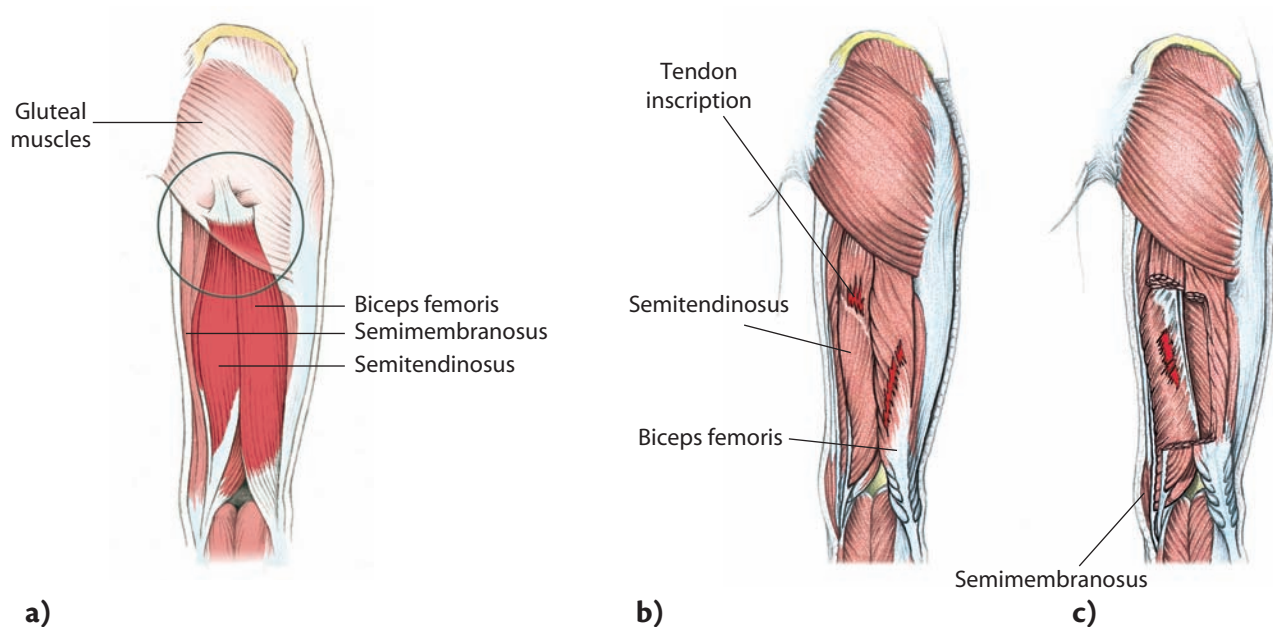 Gluteal
muscles
Biceps femoris
Semimembranosus
Semitendinosus
a)
Tendon
inscription
Semitendinosus
Biceps femoris
b)
Semimembranosus
c)